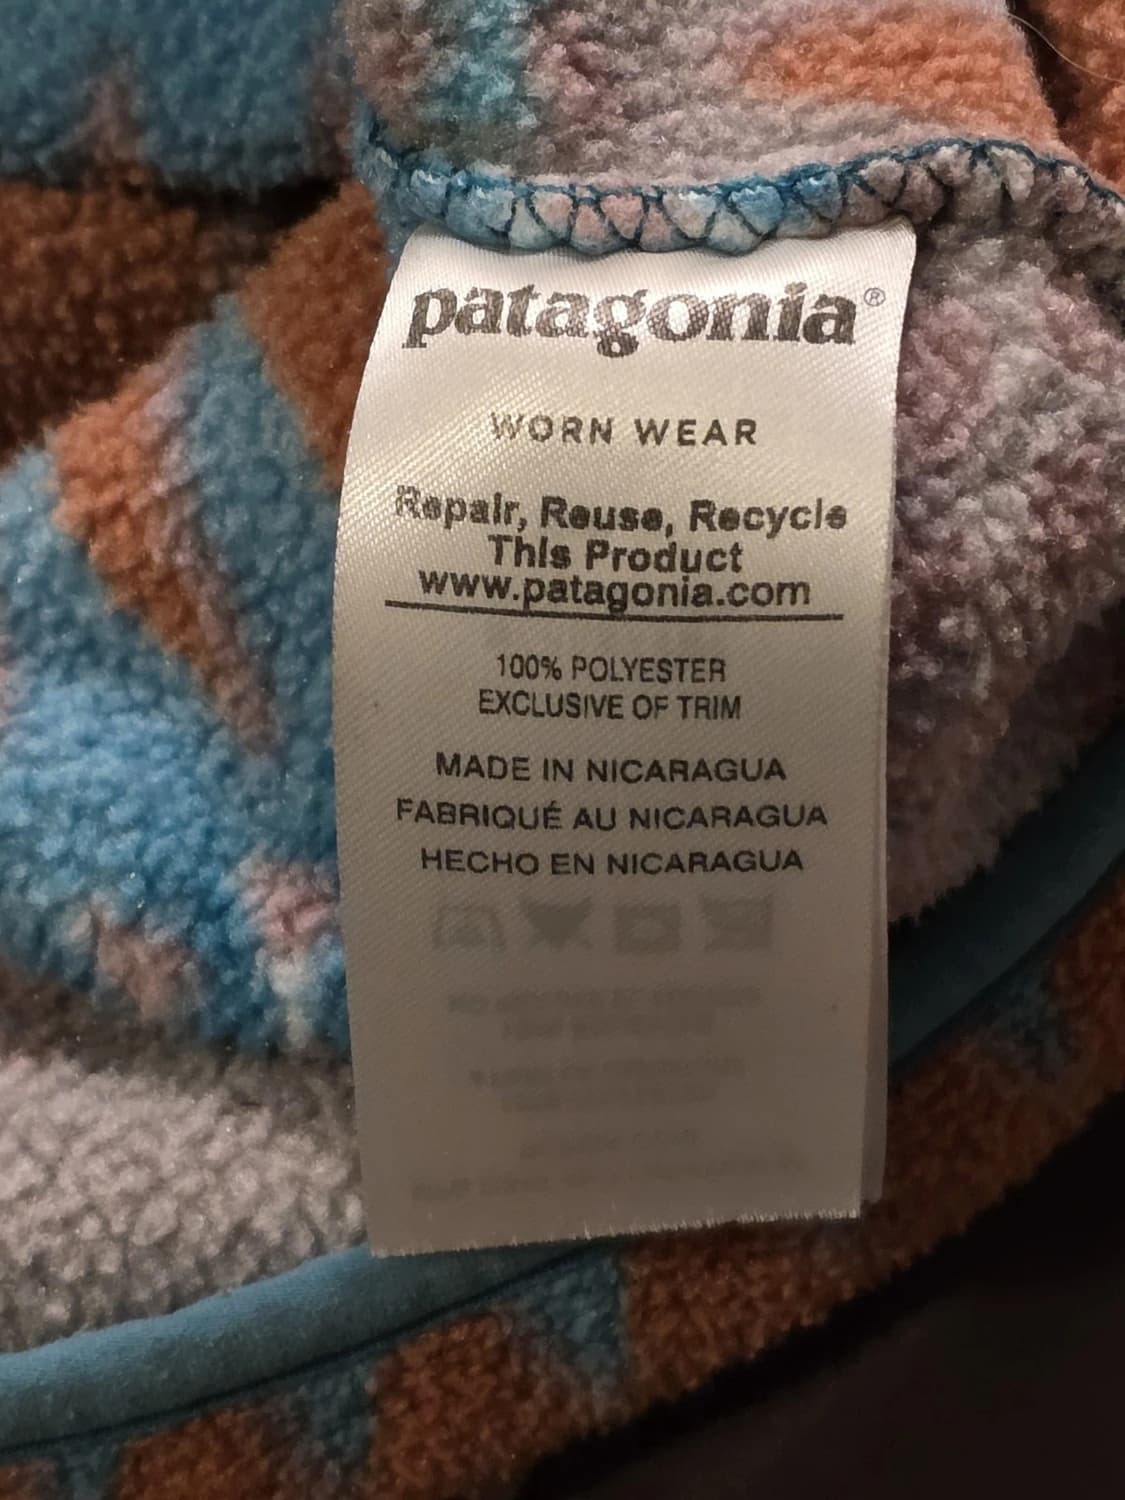 patagonia®
WORN WEAR
Repair, Reuse, Recycle
This Product
www.patagonia.com
100% POLYESTER
EXCLUSIVE OF TRIM
MADE IN NICARAGUA
FABRIQUÉ AU NICARAGUA
HECHO EN NICARAGUA